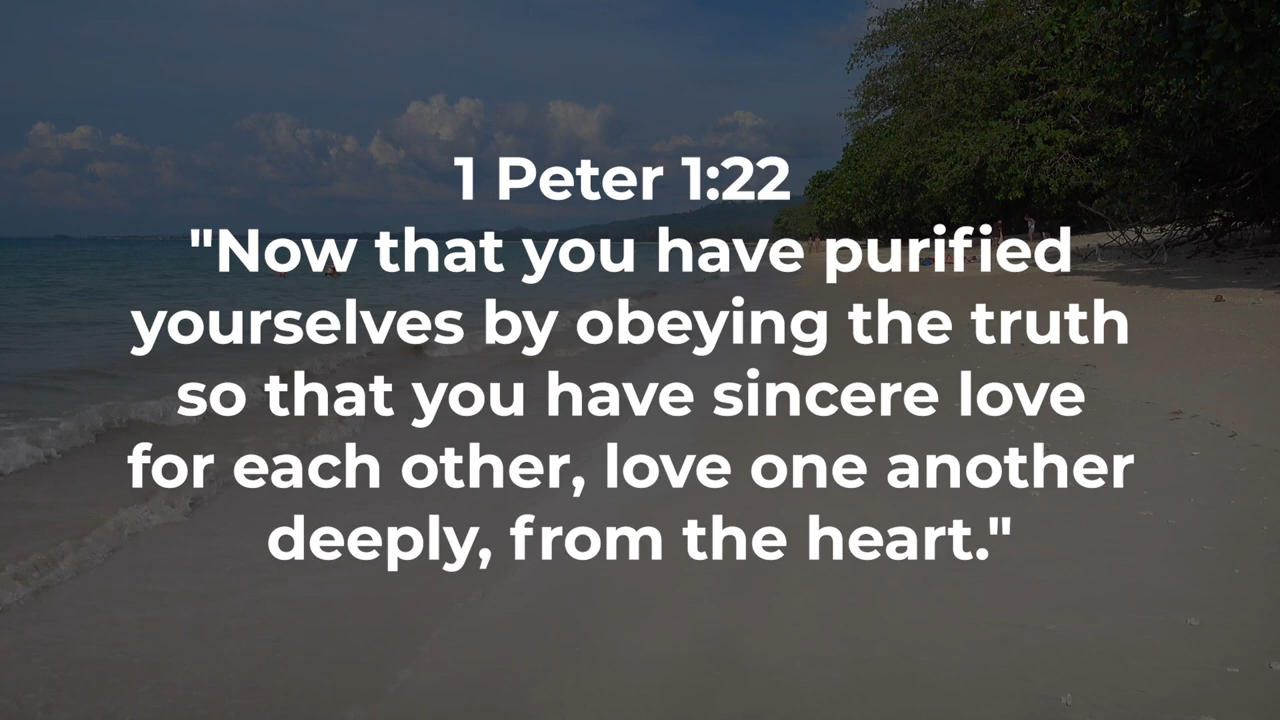 1 Peter 1:22
"Now that you have purified
yourselves by obeying the truth
so that you have sincere love
for each other, love one another
deeply, from the heart."